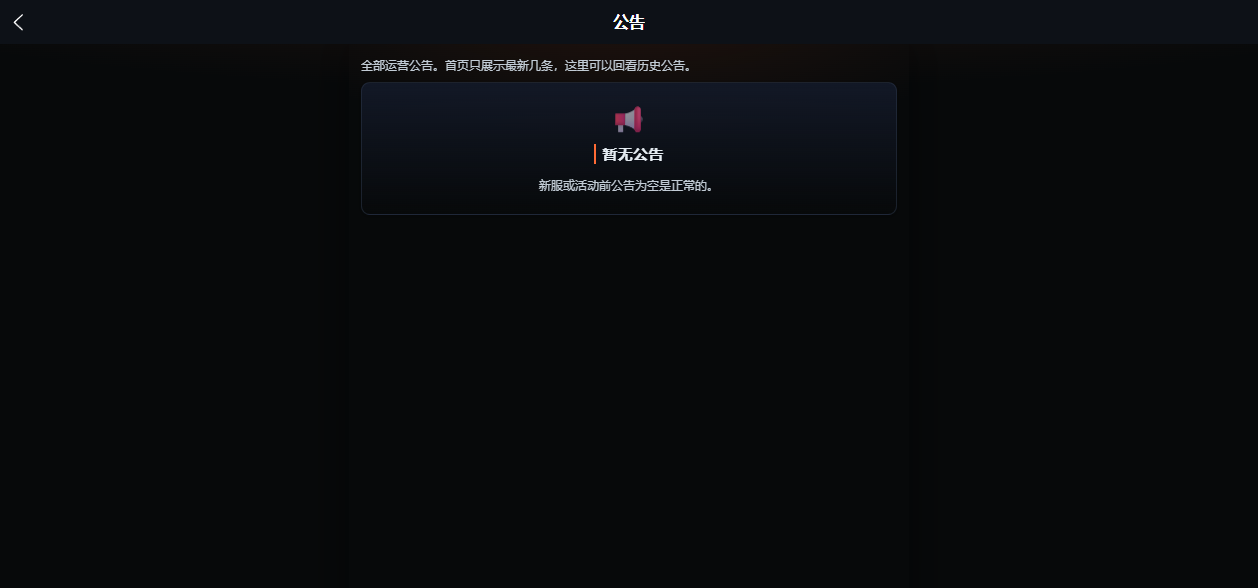 公告
全部运营公告。首页只展示最新几条，这里可以回看历史公告。
暂无公告
新服或活动前公告为空是正常的。